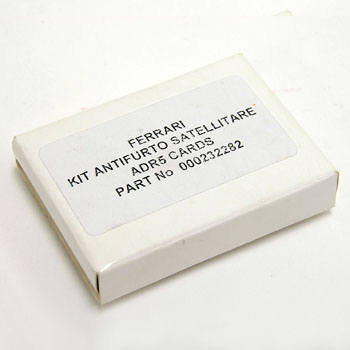 FERRARI
KIT ANTIFURTO SATELLITARE
ADR5 CARDS
PART No 000232282